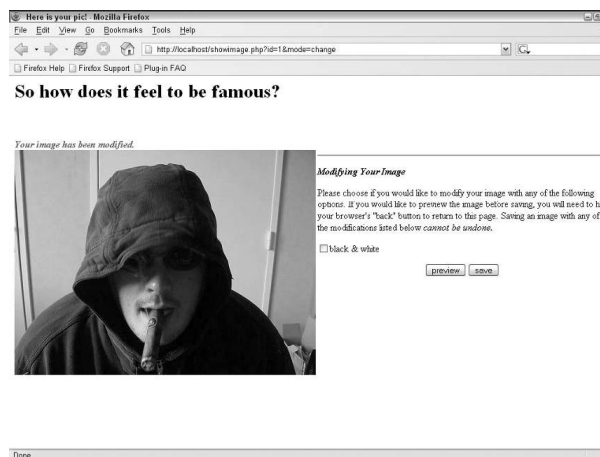 Here is your pic! - Mozilla Firefox
File Edit View Go Bookmarks Tools Help
http://localhost/showimage.php?id=1&mode=change
Firefox Help Firefox Support Plug-in FAQ
So how does it feel to be famous?
Your image has been modified.
Modifying Your Image
Please choose if you would like to modify your image with any of the following
options. If you would like to preview the image before saving, you will need to h
your browser's "back" button to return to this page. Saving an image with any of
the modifications listed below cannot be undone.
black & white
preview save
Done